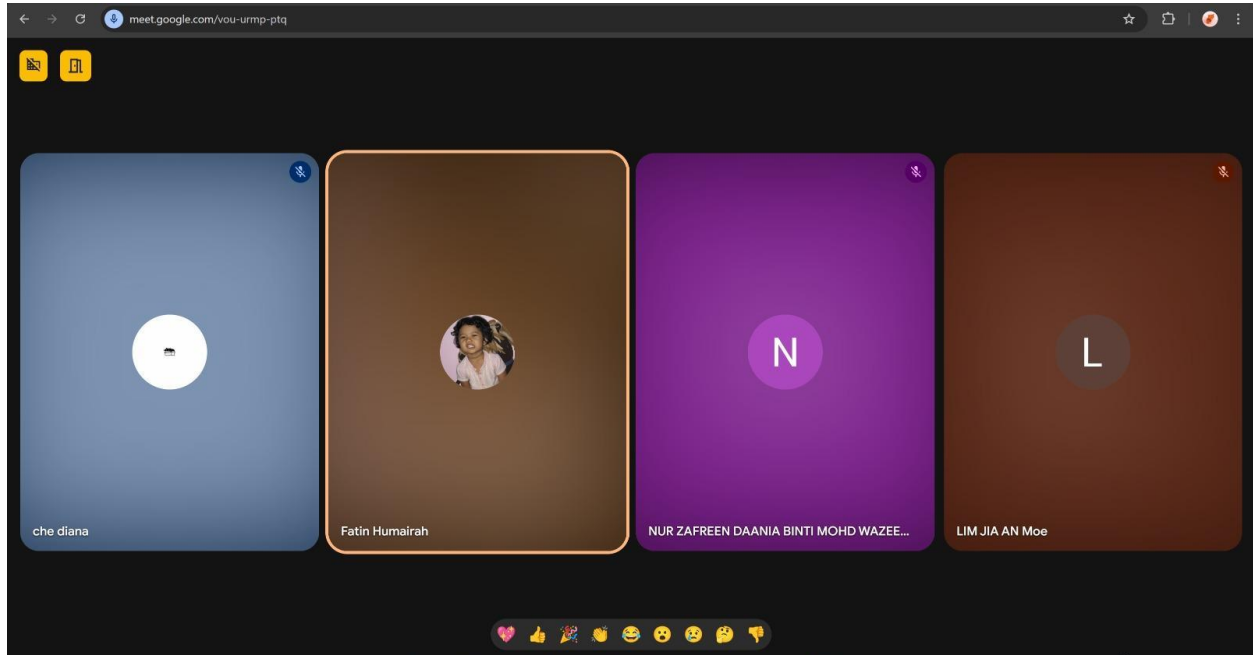 meet.google.com/vou-urmp-ptq
N
L
che diana
Fatin Humairah
NUR ZAFREEN DAANIA BINTI MOHD WAZEE...
LIM JIA AN Moe